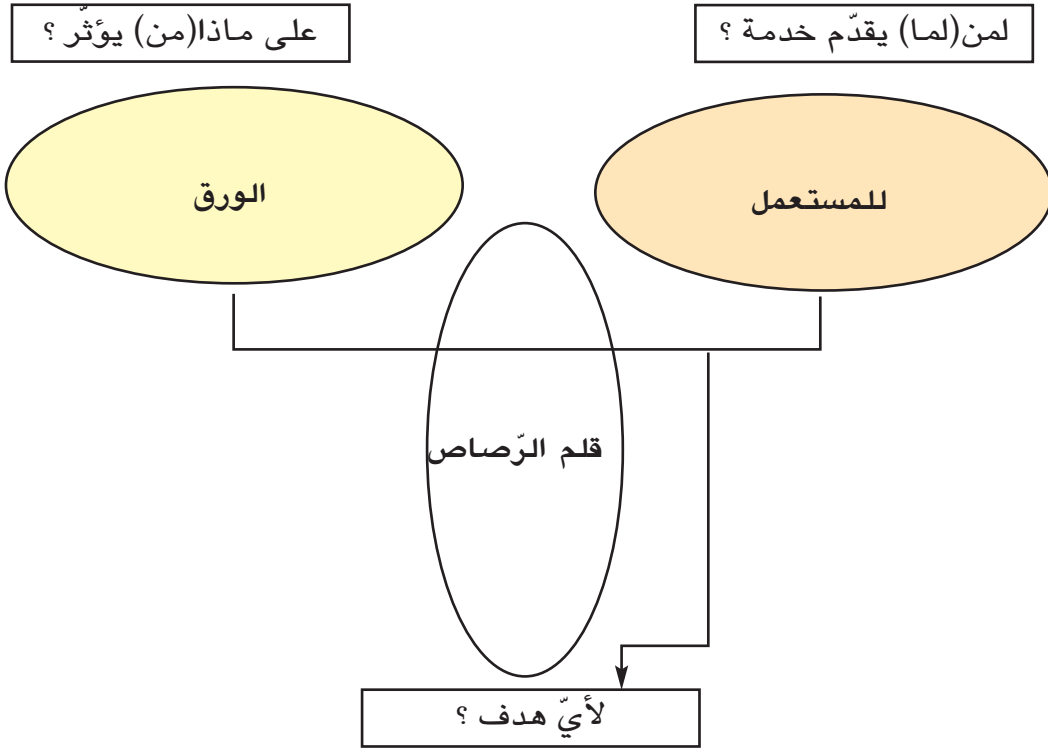 لمن(لما) يقدّم خدمة ؟
على ماذا(من) يؤثّر ؟
للمستعمل
الورق
قلم الرّصاص
لأيّ هدف ؟